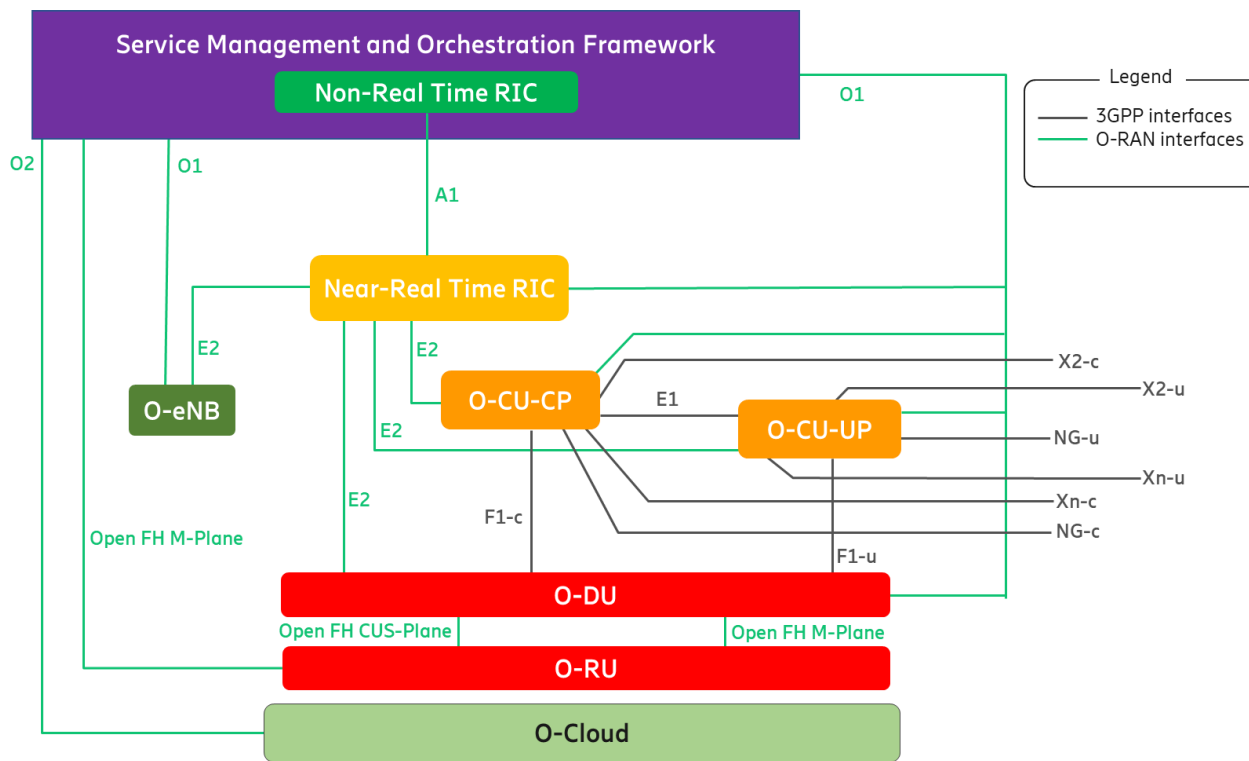 Service Management and Orchestration Framework
Non-Real Time RIC
O1
Legend
3GPP interfaces
O-RAN interfaces
O2
O1
A1
Near-Real Time RIC
E2
E2
O-eNB
O-CU-CP
E1
X2-c
X2-u
E2
O-CU-UP
NG-u
Xn-u
E2
Xn-c
F1-c
NG-c
Open FH M-Plane
F1-u
O-DU
Open FH CUS-Plane
Open FH M-Plane
O-RU
O-Cloud